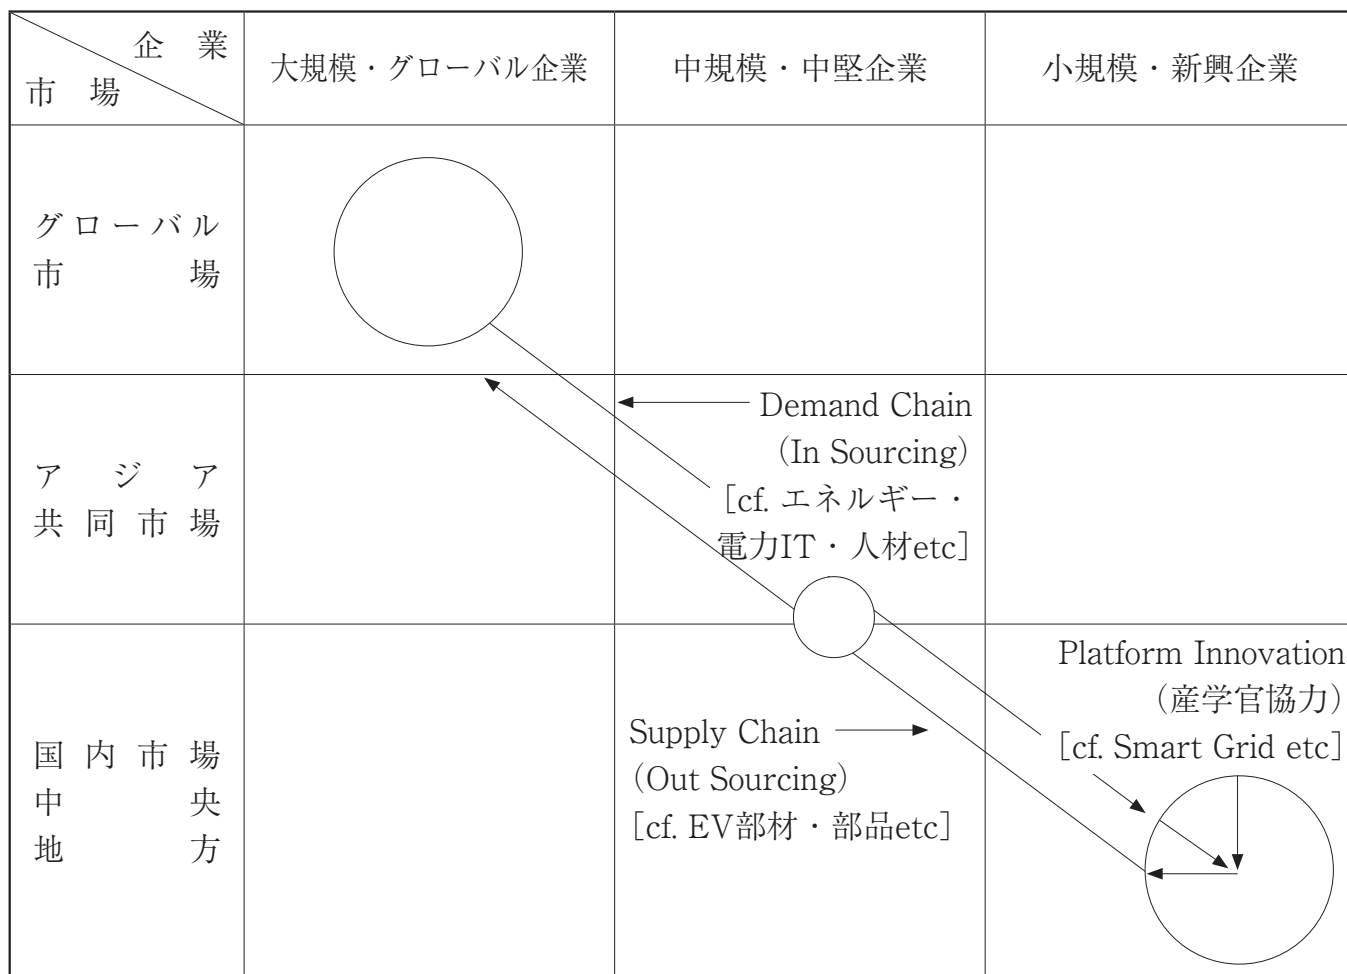 企業
市場
大規模・グローバル企業
中規模・中堅企業
小規模・新興企業
グローバル
市場
アジア
共同市場
Demand Chain
(In Sourcing)
[cf. エネルギー・
電力IT・人材etc]
国内市場
中央
地方
Supply Chain
(Out Sourcing)
[cf. EV部材・部品etc]
Platform Innovation
(産学官協力)
[cf. Smart Grid etc]